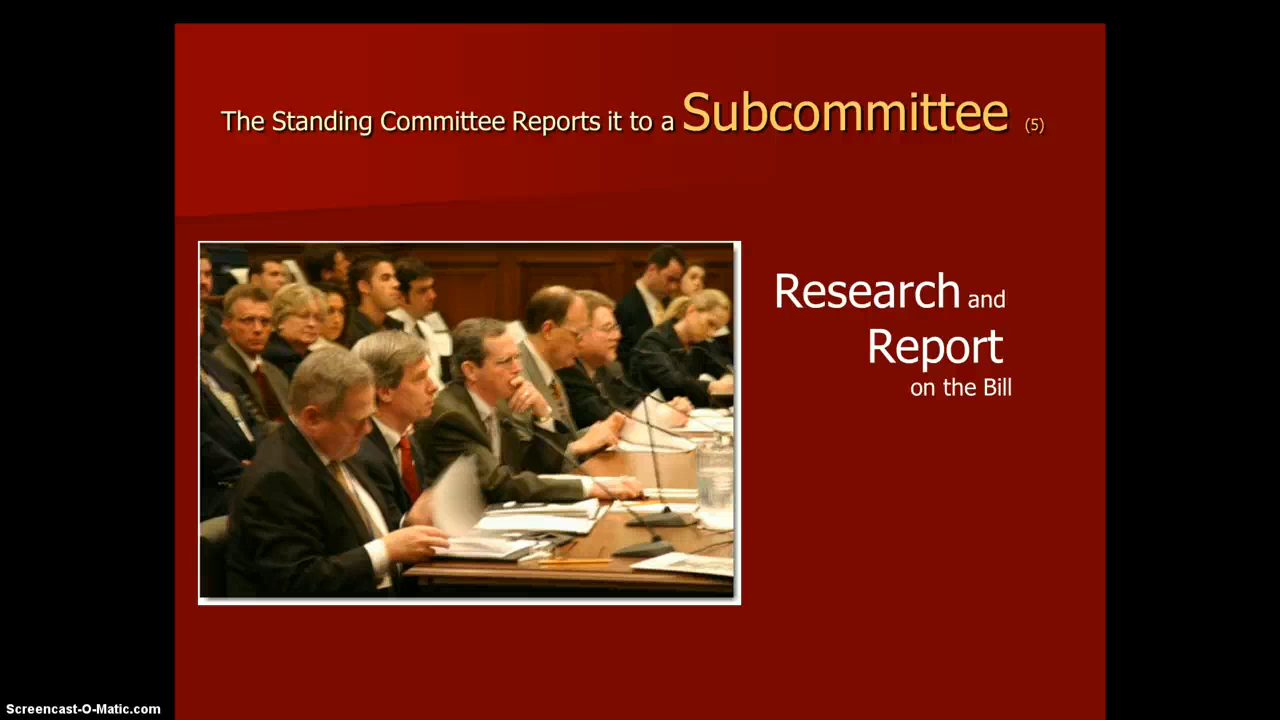 The Standing Committee Reports it to a Subcommittee (5)
Research and
Report
on the Bill
Screencast-O-Matic.com